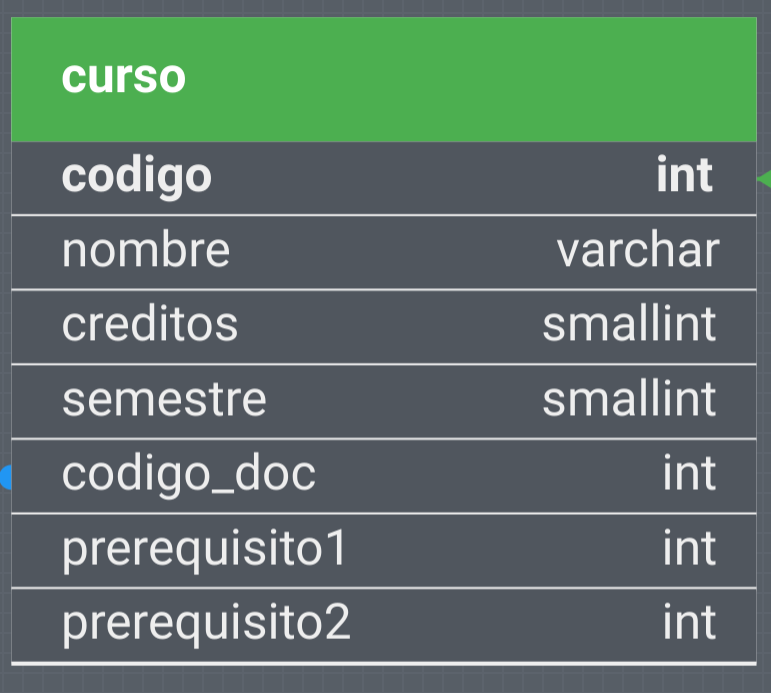 curso
codigo int
nombre varchar
creditos smallint
semestre smallint
codigo_doc int
prerequisito1 int
prerequisito2 int